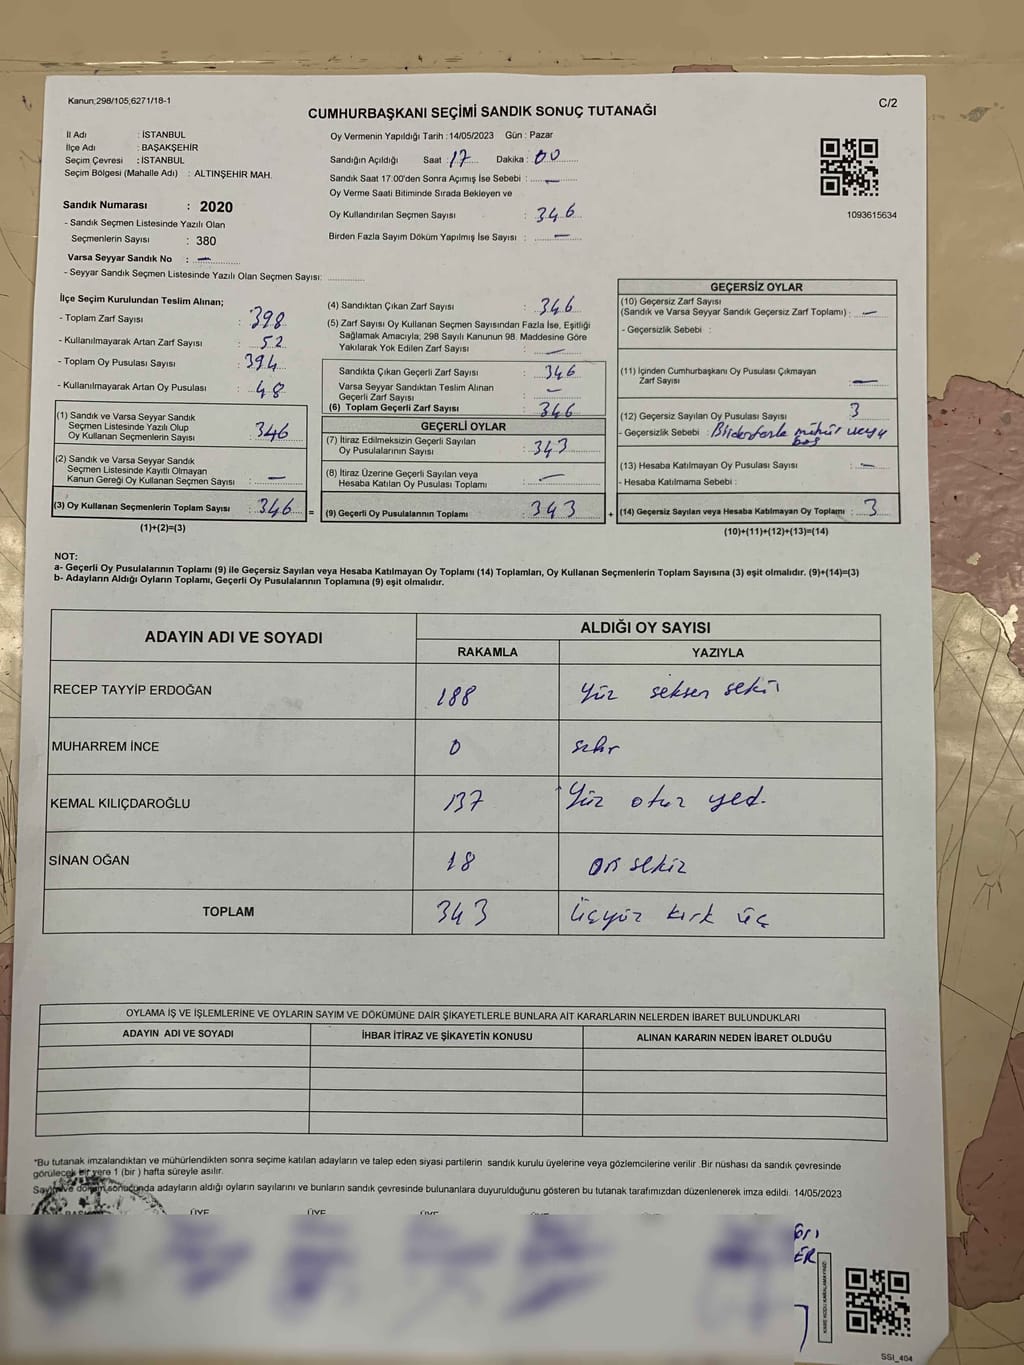 Kanun;298/105,6271/18-1
C/2
CUMHURBAŞKANI SEÇİMİ SANDIK SONUÇ TUTANAĞI
İl Adı : İSTANBUL
İlçe Adı : BAŞAKŞEHİR
Seçim Çevresi : İSTANBUL
Seçim Bölgesi (Mahalle Adı) : ALTINŞEHİR MAH.
Sandık Numarası : 2020
- Sandık Seçmen Listesinde Yazılı Olan
Seçmenlerin Sayısı : 380
Varsa Seyyar Sandık No : —
- Seyyar Sandık Seçmen Listesinde Yazılı Olan Seçmen Sayısı:
Oy Vermenin Yapıldığı Tarih : 14/05/2023 Gün : Pazar
Sandığın Açıldığı Saat : 17 Dakika : 00
Sandık Saat 17:00'den Sonra Açımış İse Sebebi : —
Oy Verme Saati Bitiminde Sırada Bekleyen ve
Oy Kullandırılan Seçmen Sayısı : 346
Birden Fazla Sayım Döküm Yapılmış İse Sayısı : —
1093615634
İlçe Seçim Kurulundan Teslim Alınan;
- Toplam Zarf Sayısı : 398
- Kullanılmayarak Artan Zarf Sayısı : 52
- Toplam Oy Pusulası Sayısı : 394
- Kullanılmayarak Artan Oy Pusulası : 48
(1) Sandık ve Varsa Seyyar Sandık
Seçmen Listesinde Yazılı Olup
Oy Kullanan Seçmenlerin Sayısı : 346
(2) Sandık ve Varsa Seyyar Sandık
Seçmen Listesinde Kayıtlı Olmayan
Kanun Gereği Oy Kullanan Seçmen Sayısı : —
(3) Oy Kullanan Seçmenlerin Toplam Sayısı : 346 =
(1)+(2)=(3)
(4) Sandıktan Çıkan Zarf Sayısı : 346
(5) Zarf Sayısı Oy Kullanan Seçmen Sayısından Fazla İse, Eşitliği
Sağlamak Amacıyla; 298 Sayılı Kanunun 98. Maddesine Göre
Yakılarak Yok Edilen Zarf Sayısı : —
Sandıkta Çıkan Geçerli Zarf Sayısı : 346
Varsa Seyyar Sandıktan Teslim Alınan
Geçerli Zarf Sayısı : —
(6) Toplam Geçerli Zarf Sayısı : 346
GEÇERLİ OYLAR
(7) İtiraz Edilmeksizin Geçerli Sayılan
Oy Pusulalarının Sayısı : 343
(8) İtiraz Üzerine Geçerli Sayılan veya
Hesaba Katılan Oy Pusulası Toplamı : —
(9) Geçerli Oy Pusulalarının Toplamı : 343 +
GEÇERSİZ OYLAR
(10) Geçersiz Zarf Sayısı
(Sandık ve Varsa Seyyar Sandık Geçersiz Zarf Toplamı) : —
- Geçersizlik Sebebi :
(11) İçinden Cumhurbaşkanı Oy Pusulası Çıkmayan
Zarf Sayısı : —
(12) Geçersiz Sayılan Oy Pusulası Sayısı : 3
- Geçersizlik Sebebi : mühür veya
boş
(13) Hesaba Katılmayan Oy Pusulası Sayısı : —
- Hesaba Katılmama Sebebi :
(14) Geçersiz Sayılan veya Hesaba Katılmayan Oy Toplamı : 3
(10)+(11)+(12)+(13)=(14)
NOT:
a- Geçerli Oy Pusulalarının Toplamı (9) ile Geçersiz Sayılan veya Hesaba Katılmayan Oy Toplamı (14) Toplamları, Oy Kullanan Seçmenlerin Toplam Sayısına (3) eşit olmalıdır. (9)+(14)=(3)
b- Adayların Aldığı Oyların Toplamı, Geçerli Oy Pusulalarının Toplamına (9) eşit olmalıdır.
ADAYIN ADI VE SOYADI ALDIĞI OY SAYISI
RAKAMLA YAZIYLA
RECEP TAYYİP ERDOĞAN 188 Yüz seksen sekiz
MUHARREM İNCE 0 sıfır
KEMAL KILIÇDAROĞLU 137 Yüz otuz yedi
SİNAN OĞAN 18 on sekiz
TOPLAM 343 üçyüz kırk üç
OYLAMA İŞ VE İŞLEMLERİNE VE OYLARIN SAYIM VE DÖKÜMÜNE DAİR ŞİKAYETLERLE BUNLARA AİT KARARLARIN NELERDEN İBARET BULUNDUKLARI
ADAYIN ADI VE SOYADI İHBAR İTİRAZ VE ŞİKAYETİN KONUSU ALINAN KARARIN NEDEN İBARET OLDUĞU
*Bu tutanak imzalandıktan ve mühürlendikten sonra seçime katılan adayların ve talep eden siyasi partilerin sandık kurulu üyelerine veya gözlemcilerine verilir .Bir nüshası da sandık çevresinde
görülecek bir yere 1 (bir ) hafta süreyle asılır.
Sayım ve döküm sonucunda adayların aldığı oyların sayılarını ve bunların sandık çevresinde bulunanlara duyurulduğunu gösteren bu tutanak tarafımızdan düzenlenerek imza edildi. 14/05/2023
ÜYE ÜYE ÜYE
SSI_404